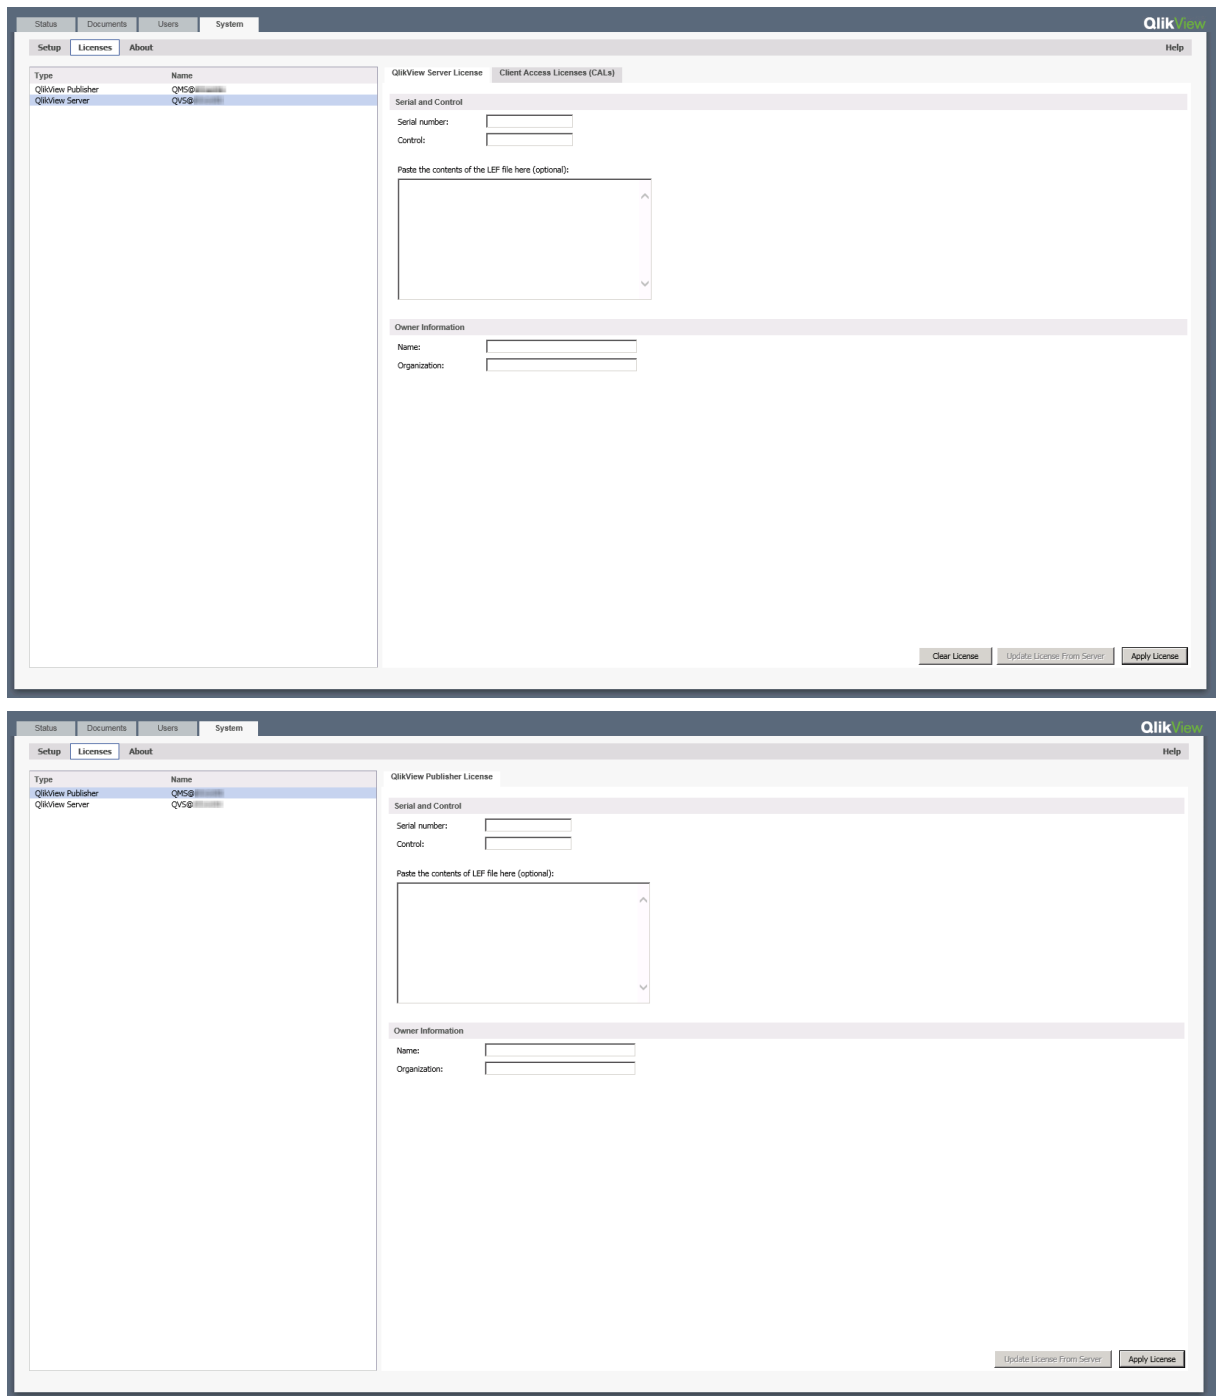 Status Documents Users System QlikView
Setup Licenses About Help
Type Name
QlikView Publisher QMS@
QlikView Server QVS@
QlikView Server License Client Access Licenses (CALs)
Serial and Control
Serial number:
Control:
Paste the contents of the LEF file here (optional):
Owner Information
Name:
Organization:
Clear License Update License From Server Apply License
Status Documents Users System QlikView
Setup Licenses About Help
Type Name
QlikView Publisher QMS@
QlikView Server QVS@
QlikView Publisher License
Serial and Control
Serial number:
Control:
Paste the contents of LEF file here (optional):
Owner Information
Name:
Organization:
Update License From Server Apply License